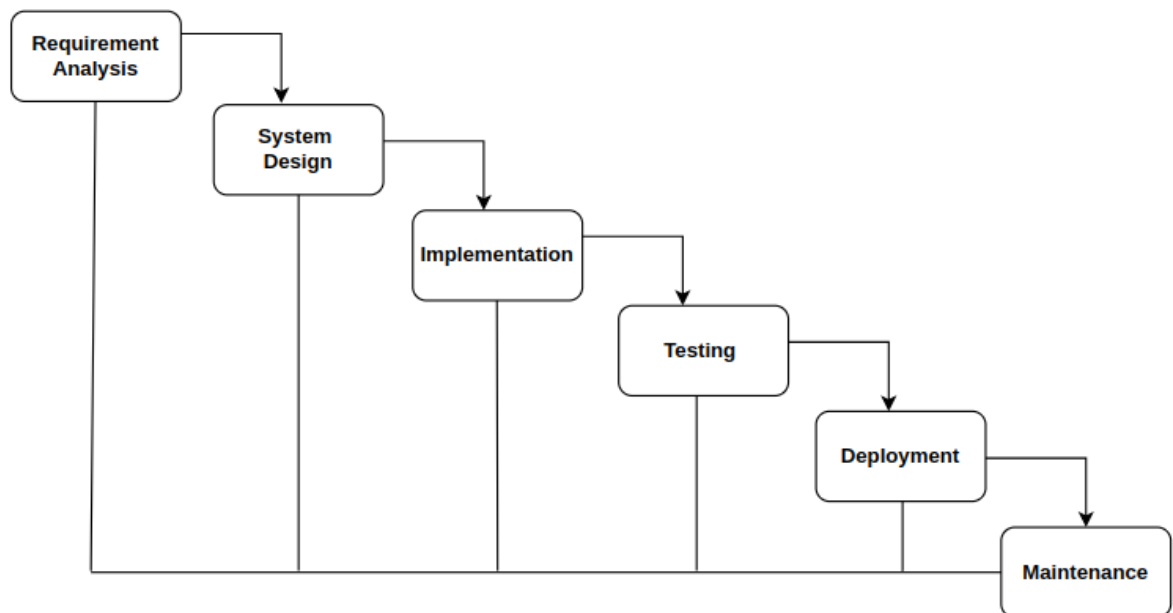 Requirement
Analysis
System
Design
Implementation
Testing
Deployment
Maintenance